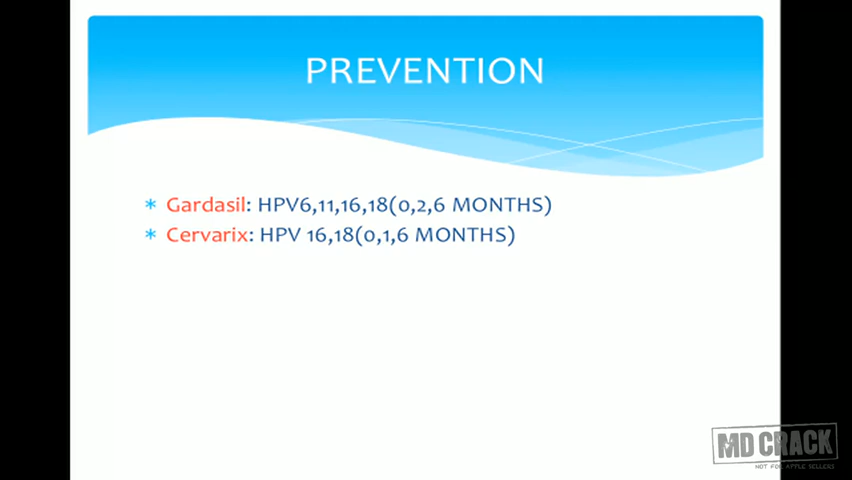 PREVENTION
* Gardasil: HPV6,11,16,18(0,2,6 MONTHS)
* Cervarix: HPV 16,18(0,1,6 MONTHS)
MD CRACK
NOT FOR APPLE SELLERS